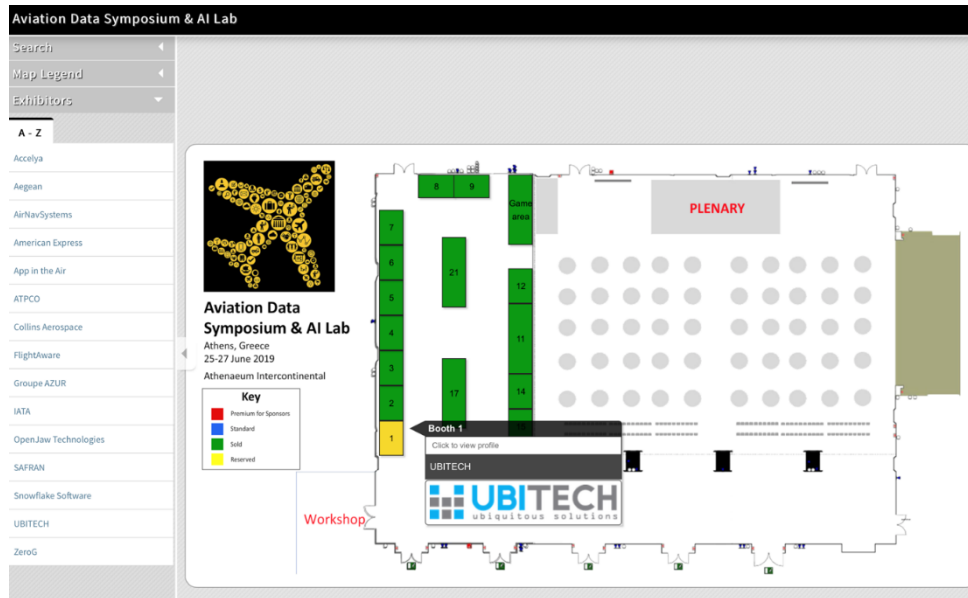 Aviation Data Symposium & AI Lab
Search
Map Legend
Exhibitors
A - Z
Accelya
Aegean
AirNavSystems
American Express
App in the Air
ATPCO
Collins Aerospace
FlightAware
Groupe AZUR
IATA
OpenJaw Technologies
SAFRAN
Snowflake Software
UBITECH
ZeroG
Aviation Data
Symposium & AI Lab
Athens, Greece
25-27 June 2019
Athenaeum Intercontinental
Key
Premium for Sponsors
Standard
Sold
Reserved
8 9
Game
area
PLENARY
7
6
21
5
12
4
11
3
17
14
2
1
Booth 1
Click to view profile
UBITECH
UBITECH
ubiquitous solutions
Workshop